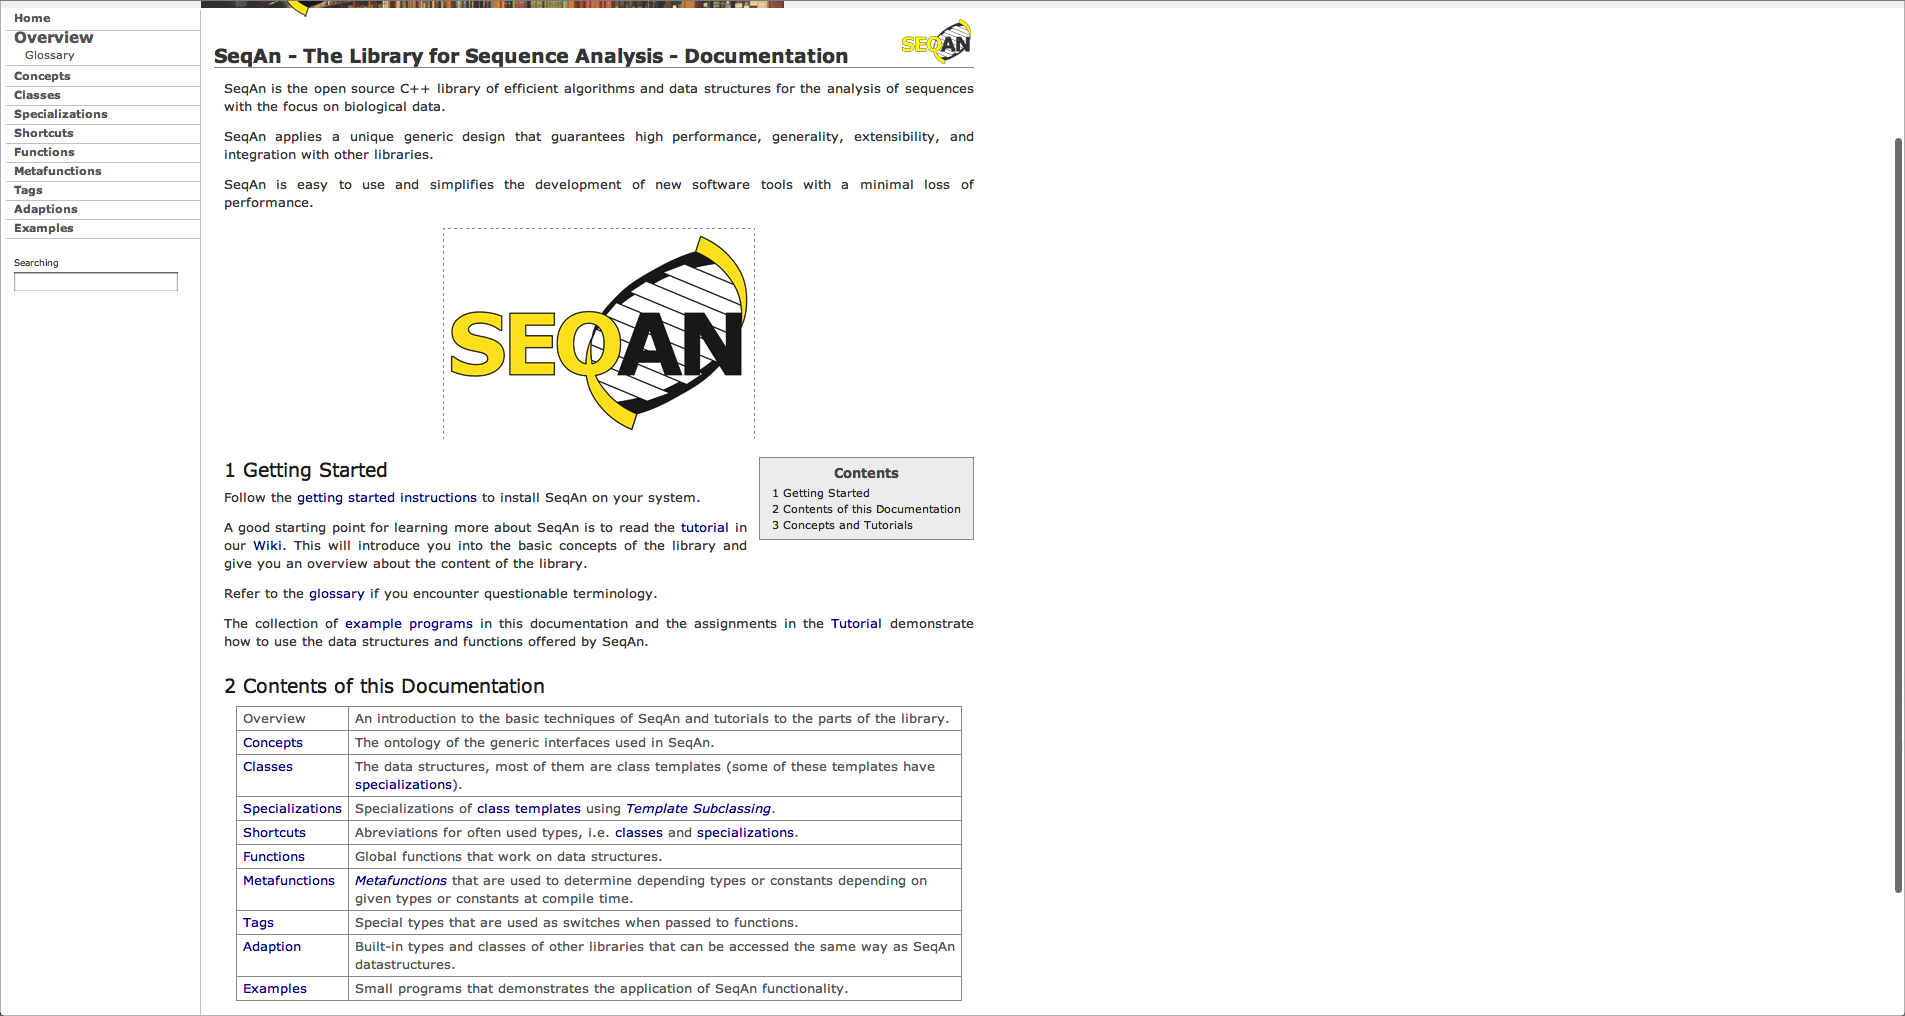 Home
Overview
Glossary
Concepts
Classes
Specializations
Shortcuts
Functions
Metafunctions
Tags
Adaptions
Examples
Searching
SeqAn - The Library for Sequence Analysis - Documentation
SEQAN
SeqAn is the open source C++ library of efficient algorithms and data structures for the analysis of sequences
with the focus on biological data.
SeqAn applies a unique generic design that guarantees high performance, generality, extensibility, and
integration with other libraries.
SeqAn is easy to use and simplifies the development of new software tools with a minimal loss of
performance.
SEQAN
1 Getting Started
Follow the getting started instructions to install SeqAn on your system.
A good starting point for learning more about SeqAn is to read the tutorial in
our Wiki. This will introduce you into the basic concepts of the library and
give you an overview about the content of the library.
Refer to the glossary if you encounter questionable terminology.
The collection of example programs in this documentation and the assignments in the Tutorial demonstrate
how to use the data structures and functions offered by SeqAn.
Contents
1 Getting Started
2 Contents of this Documentation
3 Concepts and Tutorials
2 Contents of this Documentation
Overview An introduction to the basic techniques of SeqAn and tutorials to the parts of the library.
Concepts The ontology of the generic interfaces used in SeqAn.
Classes The data structures, most of them are class templates (some of these templates have
specializations).
Specializations Specializations of class templates using Template Subclassing.
Shortcuts Abreviations for often used types, i.e. classes and specializations.
Functions Global functions that work on data structures.
Metafunctions Metafunctions that are used to determine depending types or constants depending on
given types or constants at compile time.
Tags Special types that are used as switches when passed to functions.
Adaption Built-in types and classes of other libraries that can be accessed the same way as SeqAn
datastructures.
Examples Small programs that demonstrates the application of SeqAn functionality.